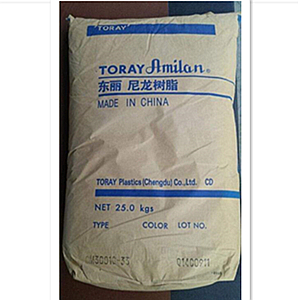 "TORAY"
TORAY Amilan®
东丽 尼龙树脂
MADE IN CHINA
TORAY Plastics (Chengdu) Co., Ltd. CD
NET 25.0 kgs
TYPE COLOR LOT NO.